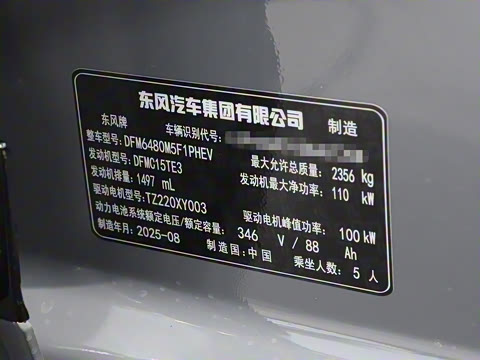 东风汽车集团有限公司 制造
东风牌 车辆识别代号:
整车型号:DFM6480M5F1PHEV 最大允许总质量: 2356 kg
发动机型号:DFMC15TE3 发动机最大净功率: 110 kW
发动机排量: 1497 mL
驱动电机型号:TZ220XY003 驱动电机峰值功率: 100 kW
动力电池系统额定电压/额定容量: 346 V / 88 Ah
制造年月:2025-08 制造国:中国 乘坐人数: 5 人